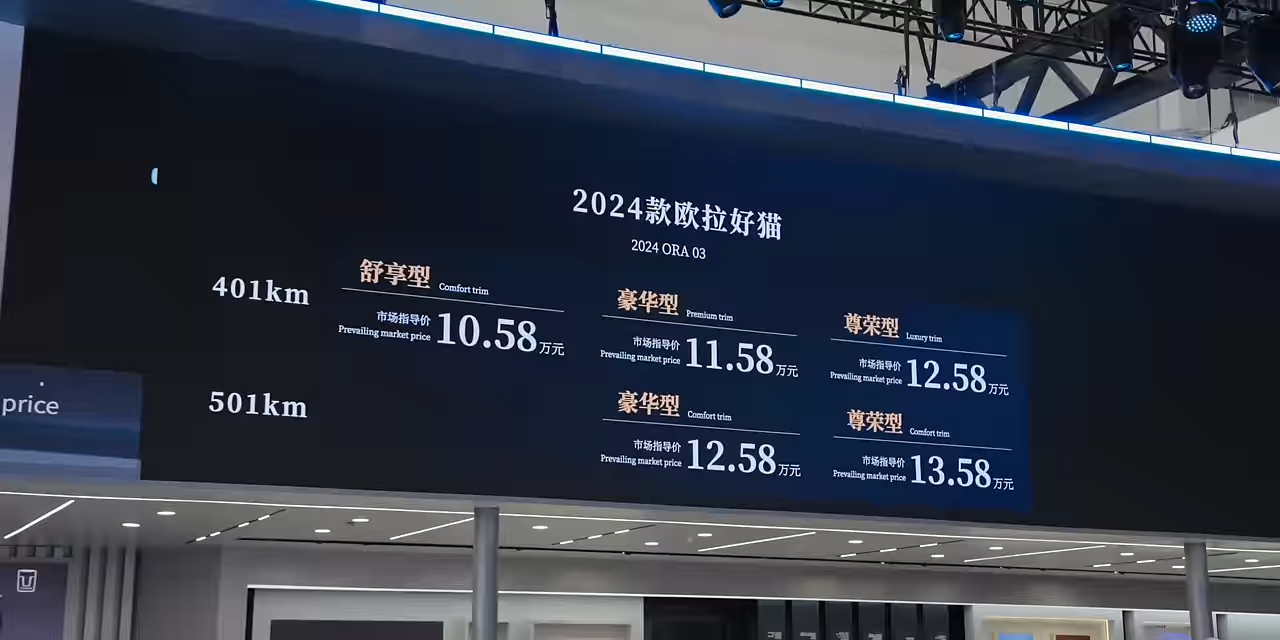 2024款欧拉好猫
2024 ORA 03
401km
舒享型 Comfort trim
市场指导价
Prevailing market price
10.58万元
豪华型 Premium trim
市场指导价
Prevailing market price
11.58万元
尊荣型 Luxury trim
市场指导价
Prevailing market price
12.58万元
501km
豪华型 Comfort trim
市场指导价
Prevailing market price
12.58万元
尊荣型 Comfort trim
市场指导价
Prevailing market price
13.58万元
price